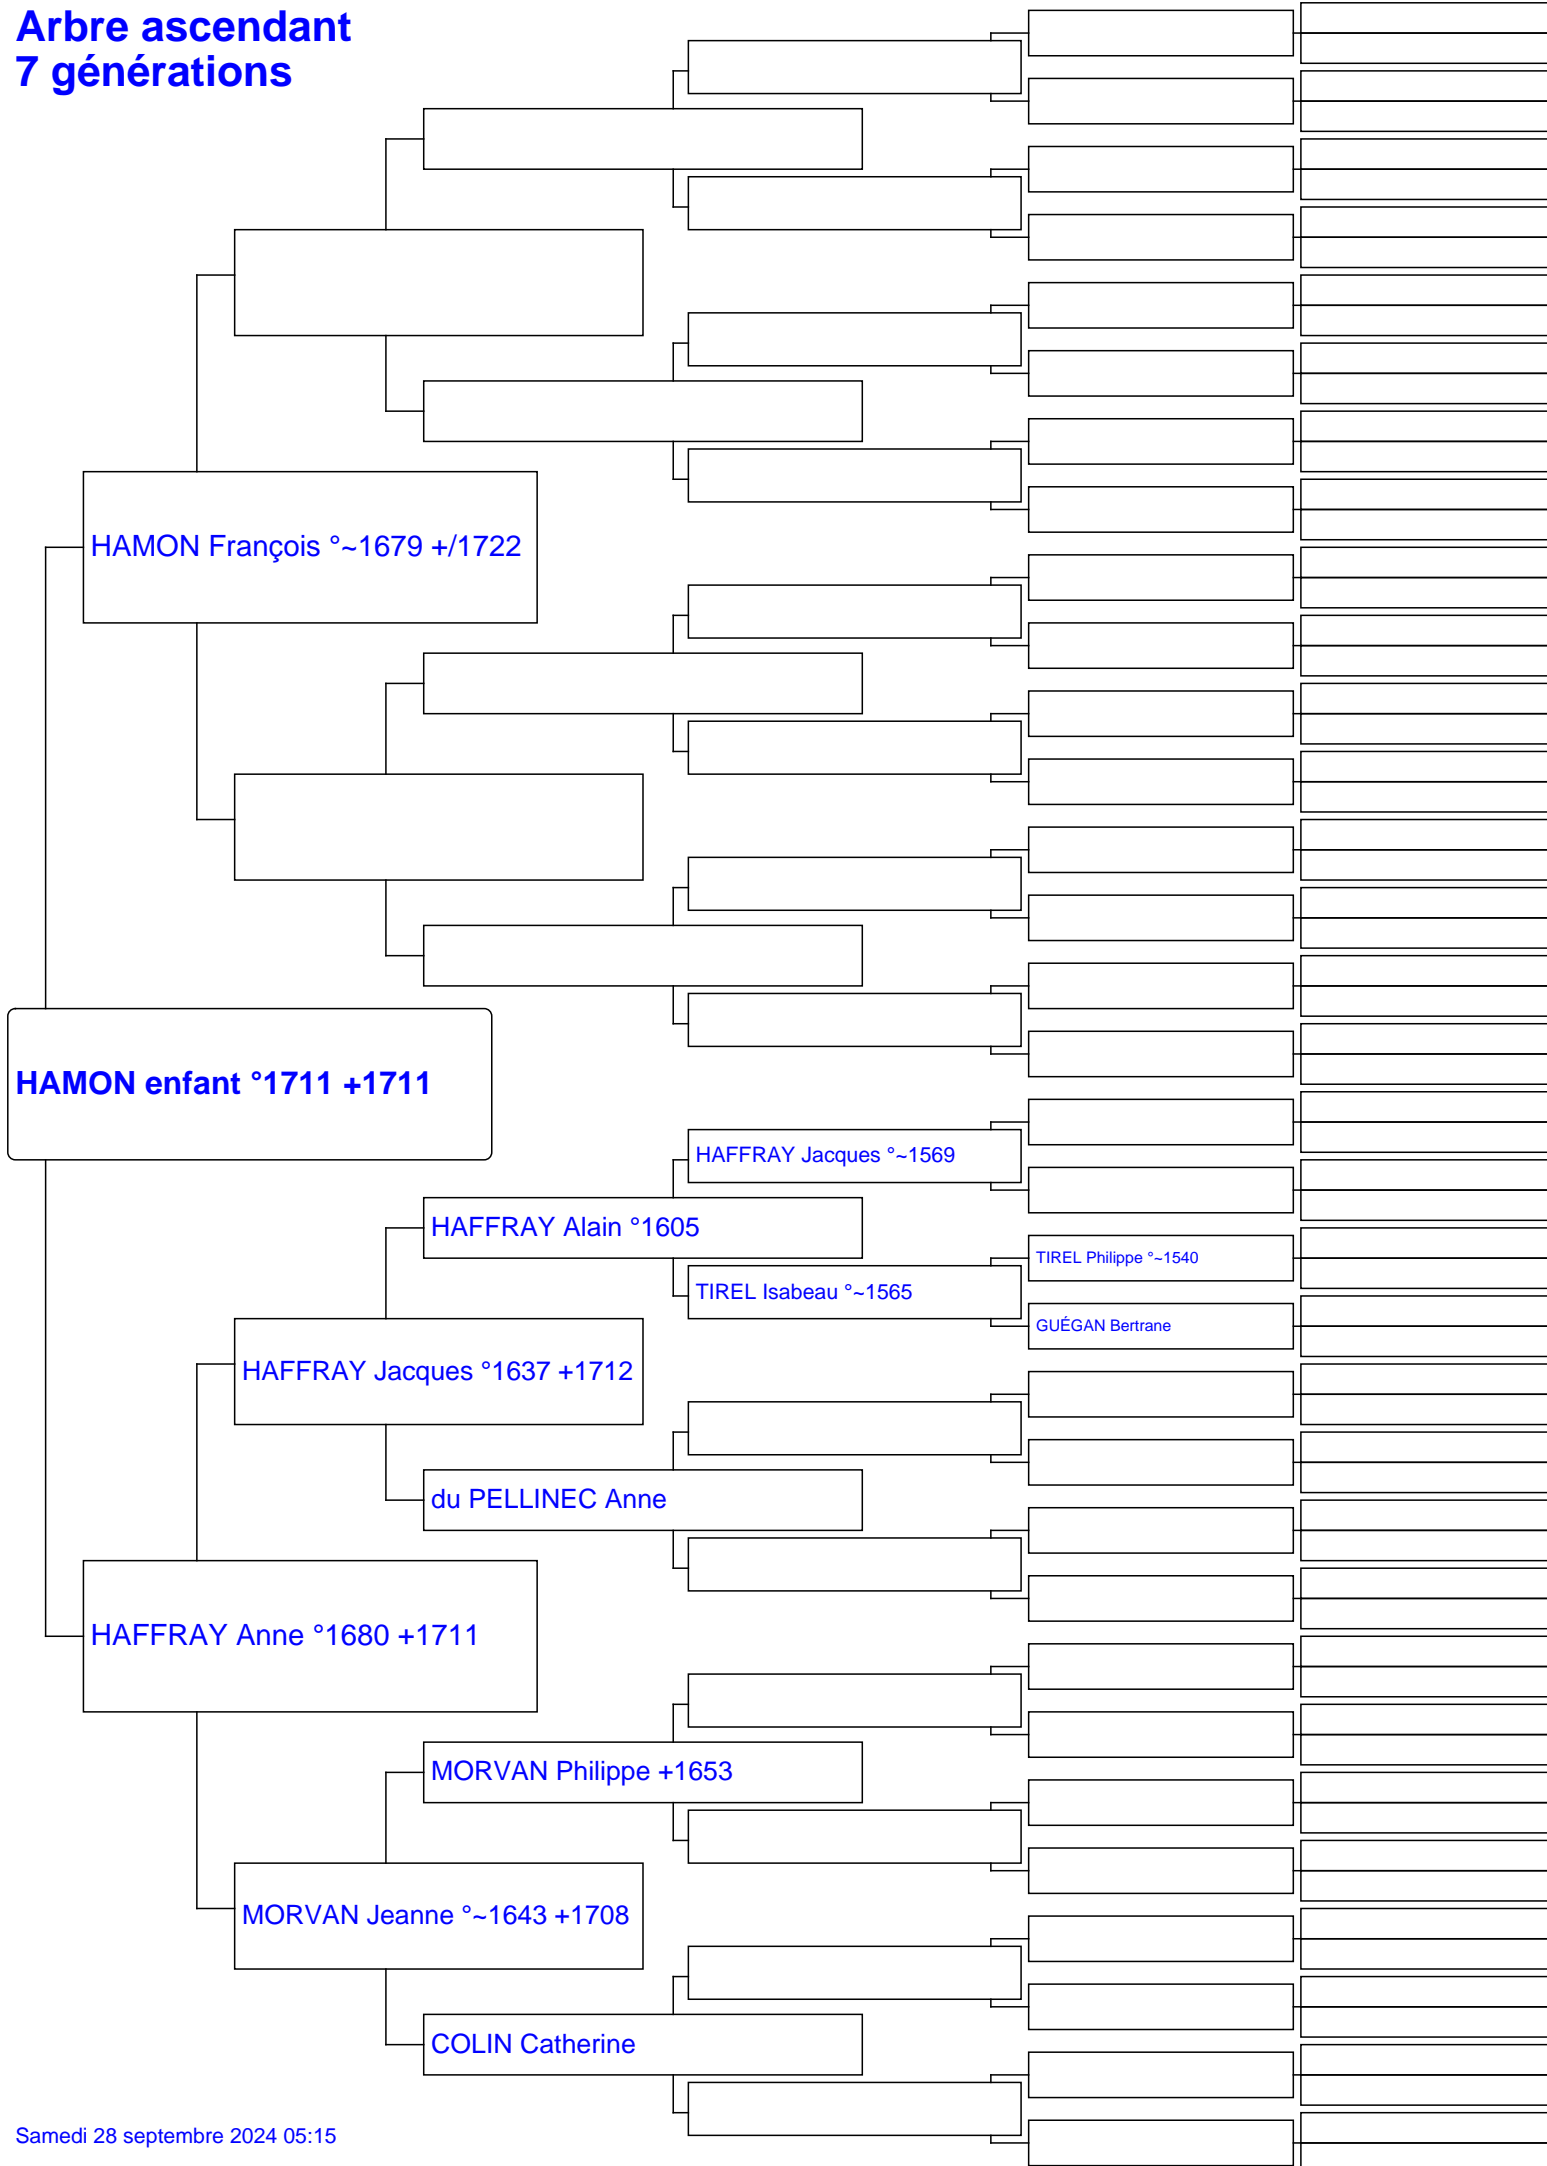 Arbre ascendant
7 générations
HAMON François °~1679 +/1722
HAMON enfant °1711 +1711
HAFFRAY Jacques °~1569
HAFFRAY Alain °1605
TIREL Philippe °~1540
TIREL Isabeau °~1565
GUÉGAN Bertrane
HAFFRAY Jacques °1637 +1712
du PELLINEC Anne
HAFFRAY Anne °1680 +1711
MORVAN Philippe +1653
MORVAN Jeanne °~1643 +1708
COLIN Catherine
Samedi 28 septembre 2024 05:15